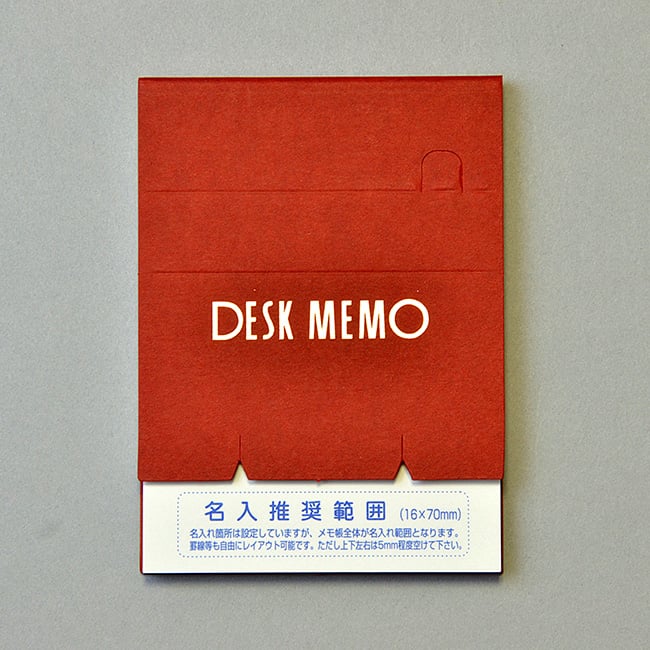 DESK MEMO
名入推奨範囲 (16×70mm)
名入れ箇所は設定していますが、メモ帳全体が名入れ範囲となります。
罫線等も自由にレイアウト可能です。ただし上下左右は5mm程度空けて下さい。